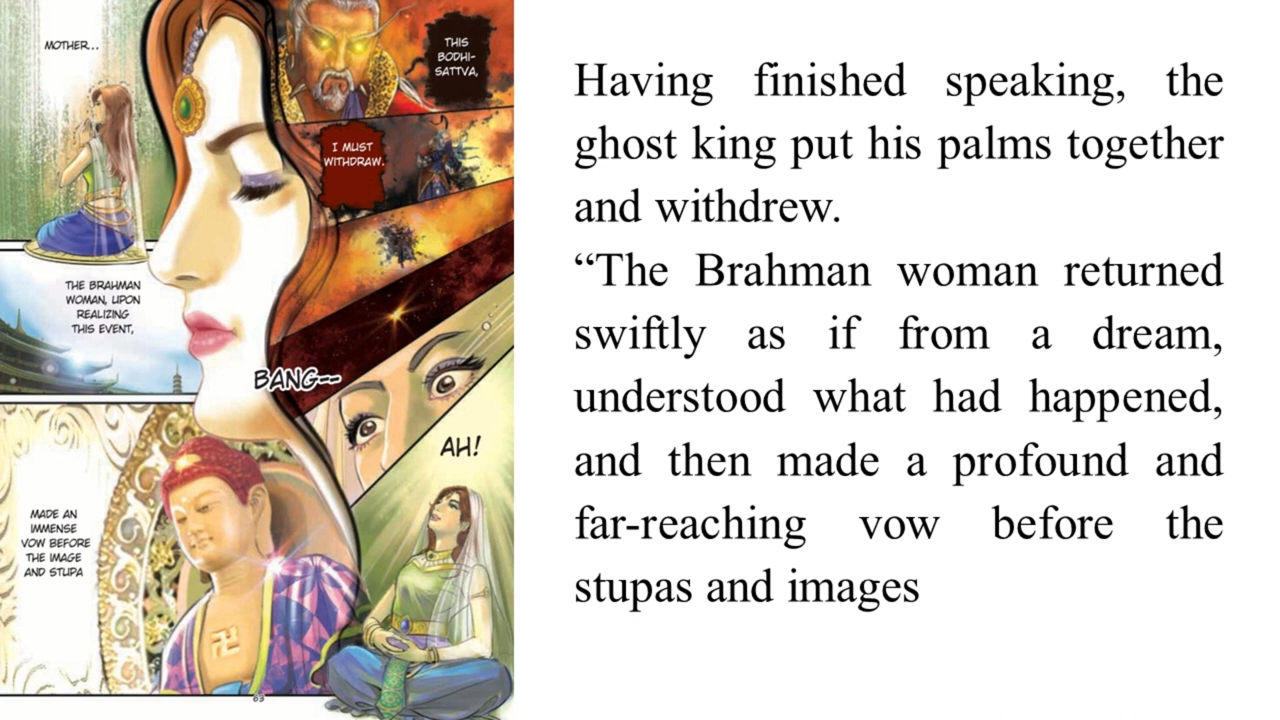 MOTHER..
THIS
BODHI-
SATTVA,
I MUST
WITHDRAW.
THE BRAHMAN
WOMAN, UPON
REALIZING
THIS EVENT,
BANG--
AH!
MADE AN
IMMENSE
VOW BEFORE
THE IMAGE
AND STUPA
卍
63
Having finished speaking, the
ghost king put his palms together
and withdrew.
“The Brahman woman returned
swiftly as if from a dream,
understood what had happened,
and then made a profound and
far-reaching vow before the
stupas and images